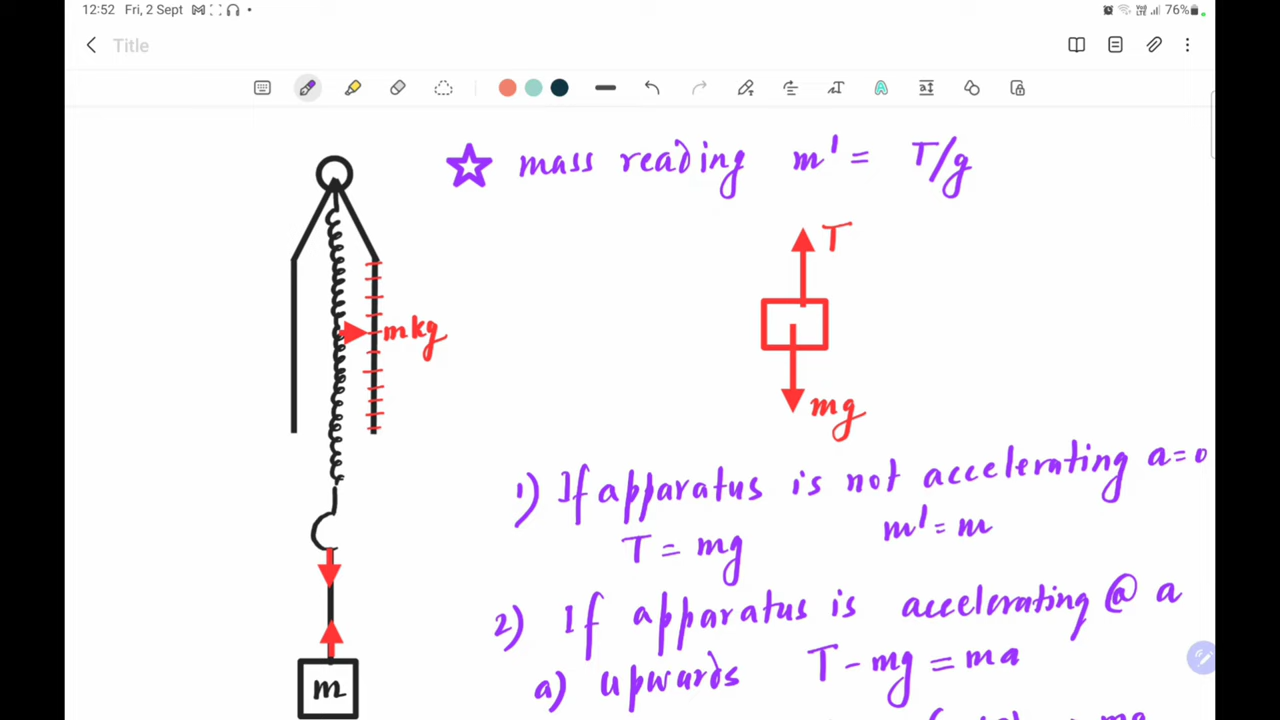 12:52 Fri, 2 Sept
76%
Title
mass reading m' = T/g
T
mkg
mg
1) If apparatus is not accelerating a=0
T = mg m' = m
2) If apparatus is accelerating @ a
a) upwards T - mg = ma
m